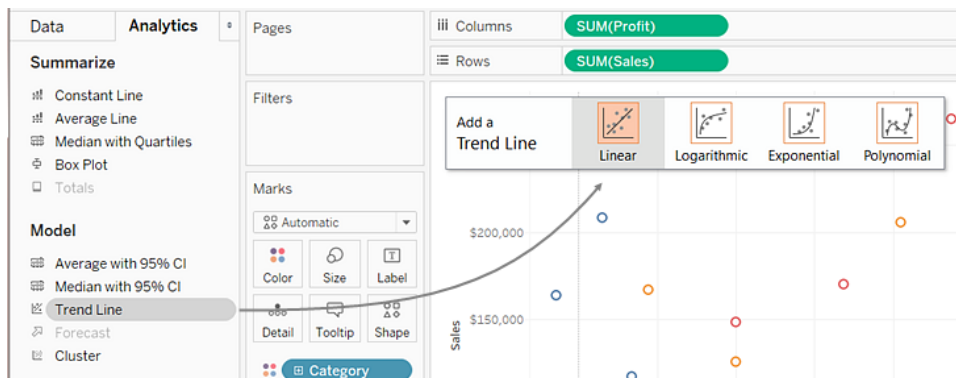 Data
Analytics
Summarize
Constant Line
Average Line
Median with Quartiles
Box Plot
Totals
Model
Average with 95% CI
Median with 95% CI
Trend Line
Forecast
Cluster
Pages
Filters
Marks
Automatic
Color Size Label
Detail Tooltip Shape
Category
Columns SUM(Profit)
Rows SUM(Sales)
Add a
Trend Line
Linear Logarithmic Exponential Polynomial
$200,000
$150,000
Sales